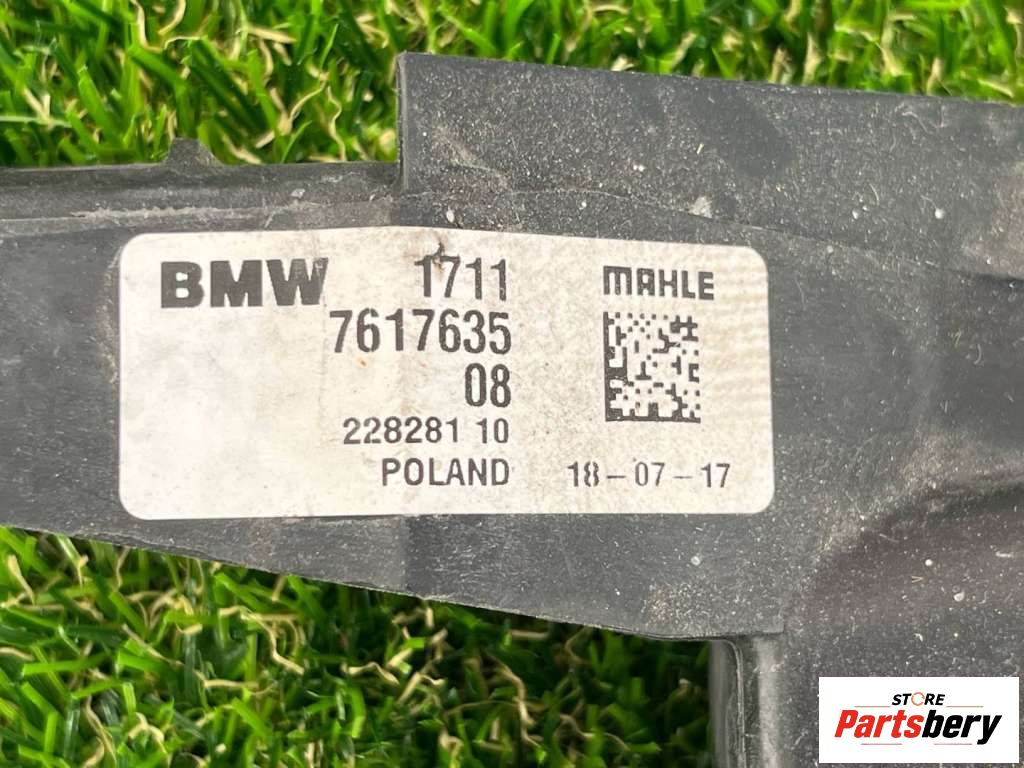 BMW 1711 MAHLE
7617635
08
228281 10
POLAND 18-07-17
STORE
Partsbery